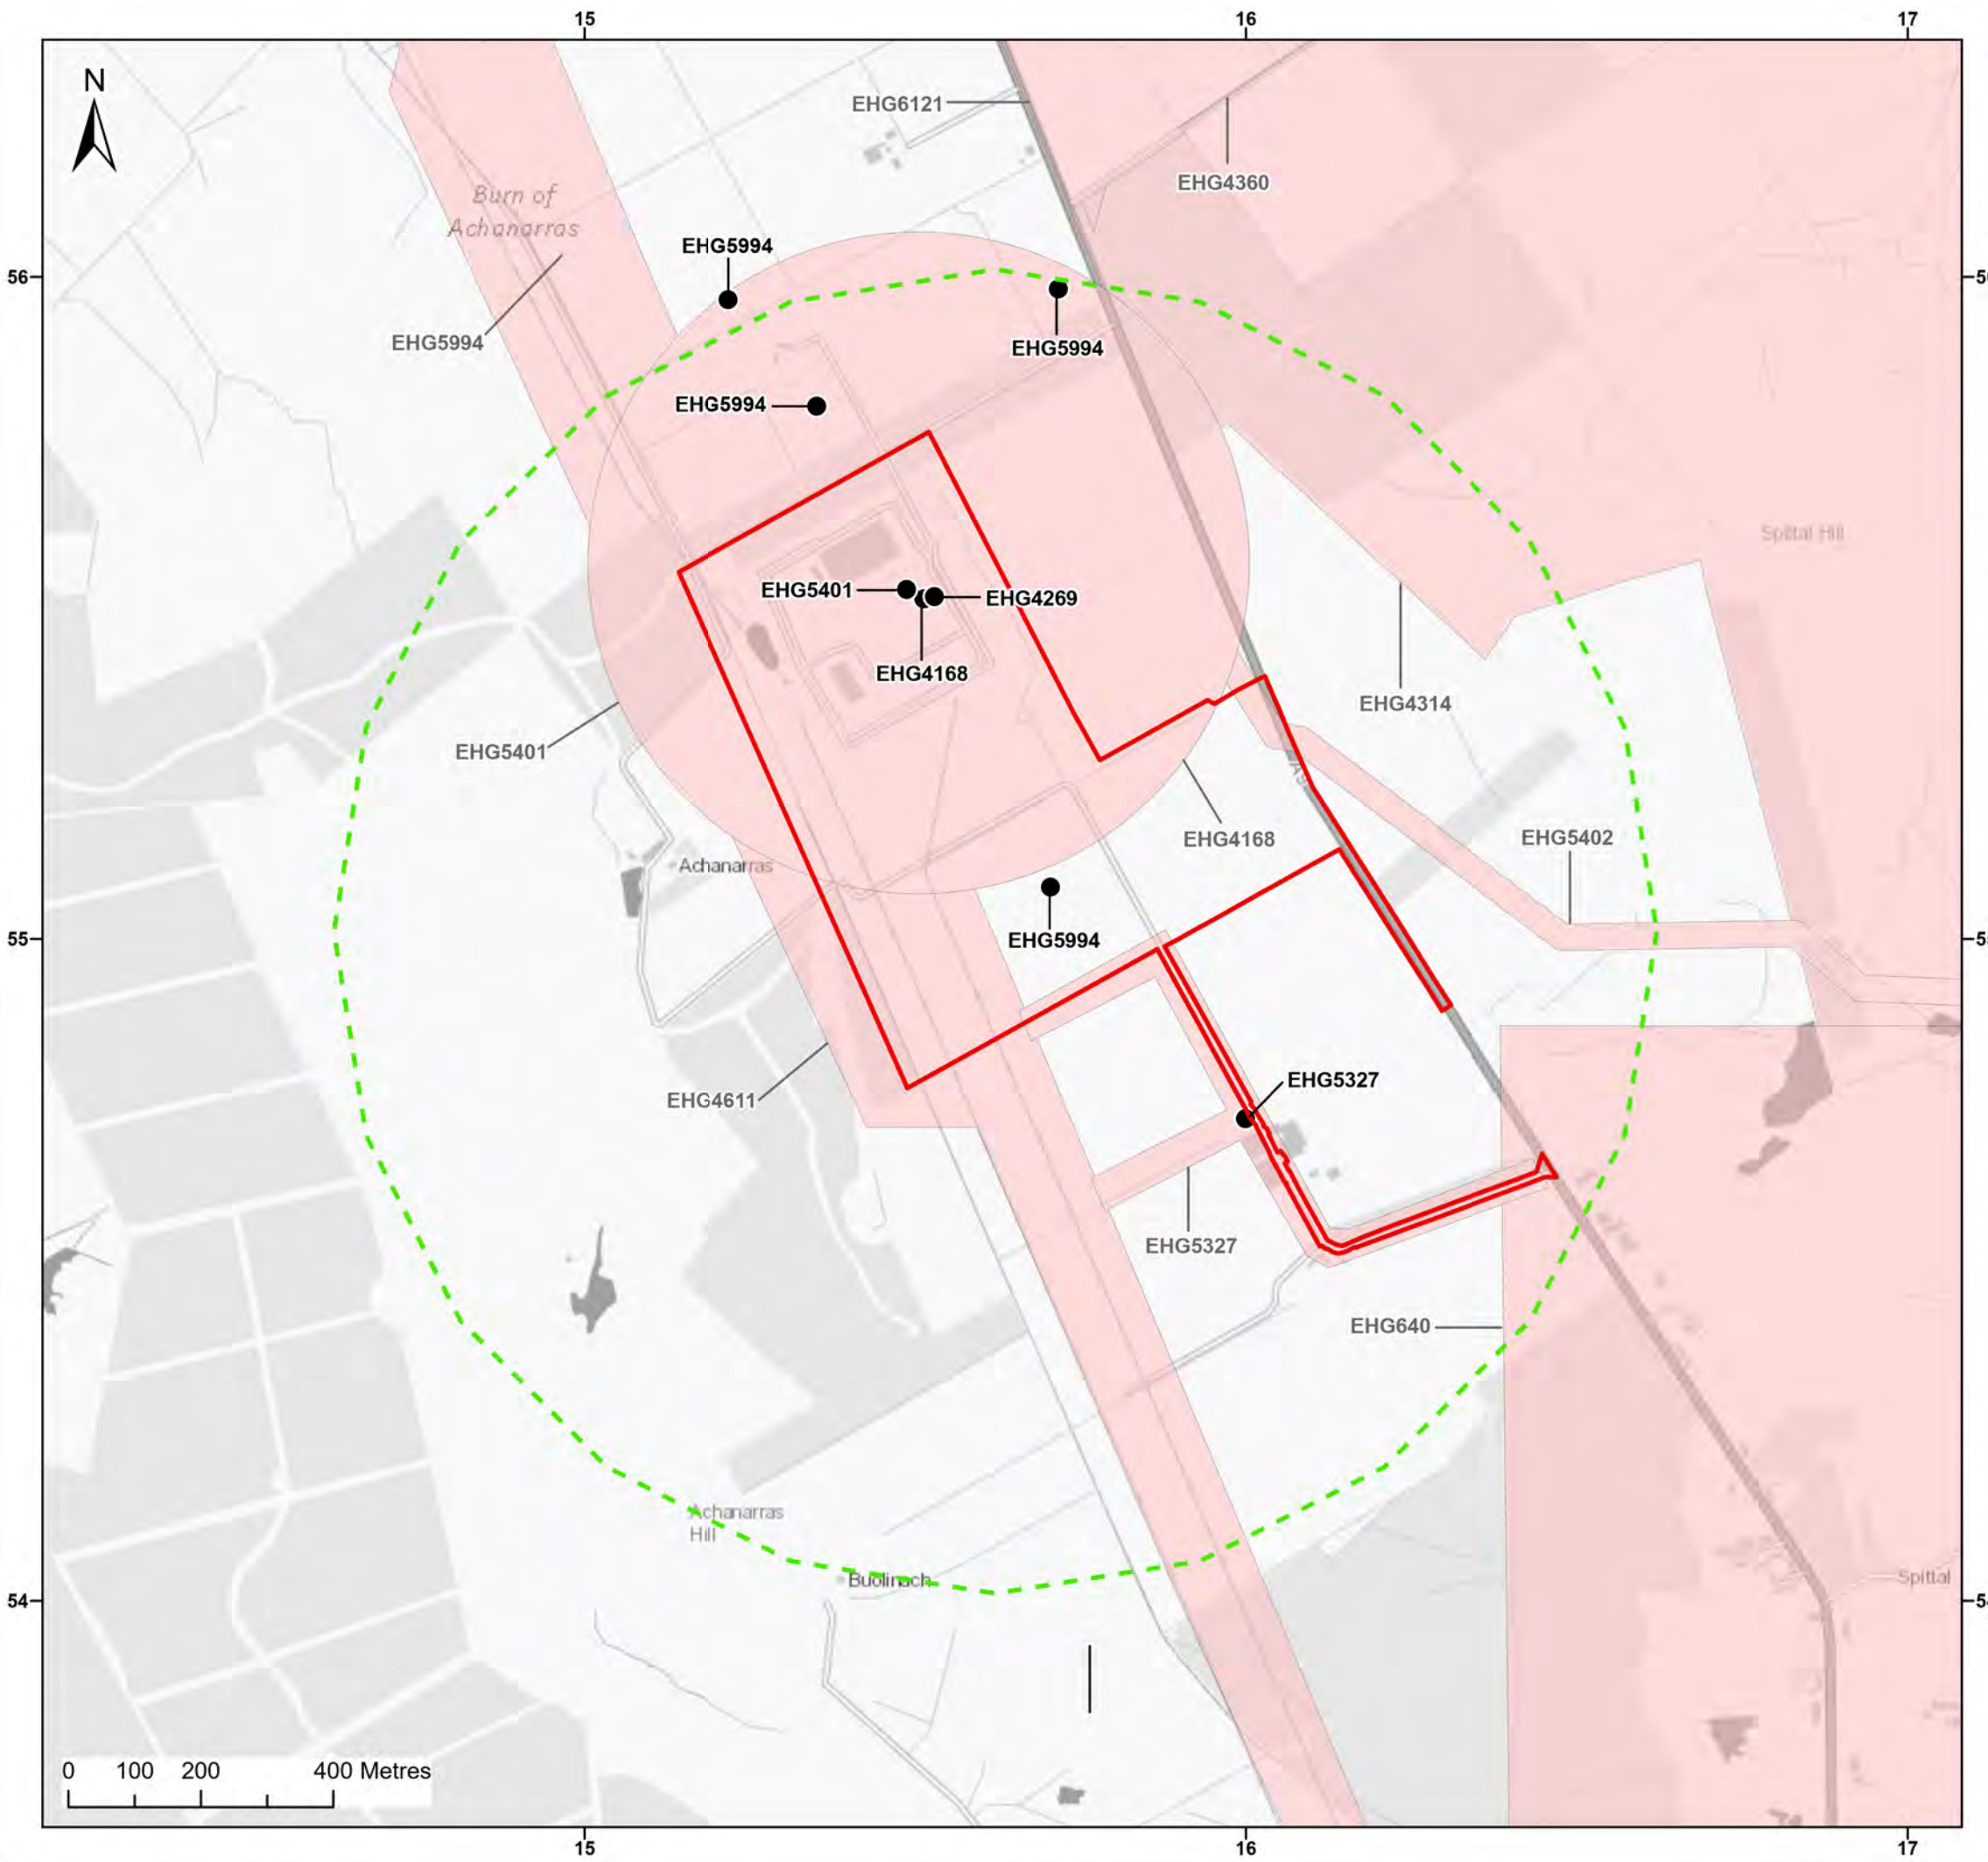 15
16
17
N
EHG6121
EHG4360
Burn of
Achanarras
EHG5994
56
EHG5994
EHG5994
EHG5994
Spittal Hill
EHG5401
EHG4269
EHG4168
EHG4314
EHG5401
A9
EHG4168
EHG5402
Achanarras
55
EHG5994
EHG5327
EHG4611
EHG5327
EHG640
Achanarras
Hill
Buolinach
Spittal
54
0
100
200
400 Metres
15
16
17